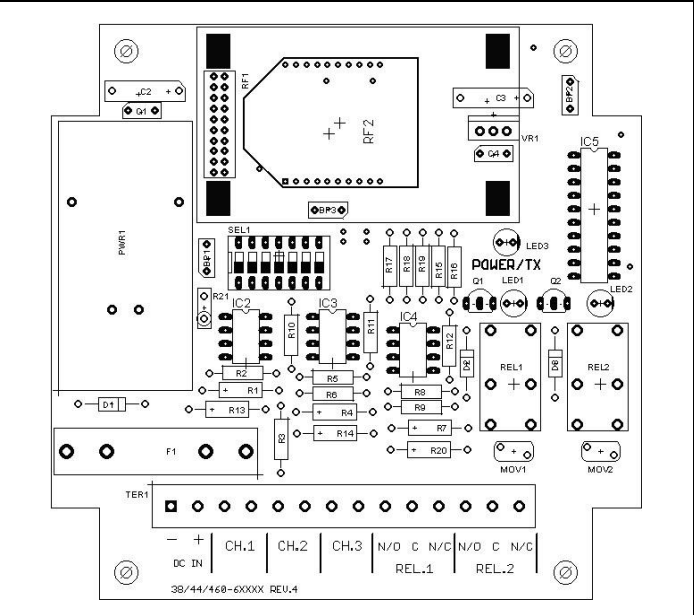 RF1
RF2
C2
Q1
C3
BP2
VR1
Q4
IC5
BP3
SEL1
PWR1
BP1
R17
R18
R19
R15
R16
LED3
POWER/TX
Q1
LED1
Q2
LED2
R21
IC2
R10
IC3
R11
IC4
R12
D2
REL1
D8
REL2
R2
R5
R1
R6
R8
R9
D1
R13
R3
R4
R14
R7
R20
F1
MOV1
MOV2
TER1
- + CH.1 CH.2 CH.3 N/O C N/C N/O C N/C
DC IN REL.1 REL.2
38/44/460-6XXXX REV.4